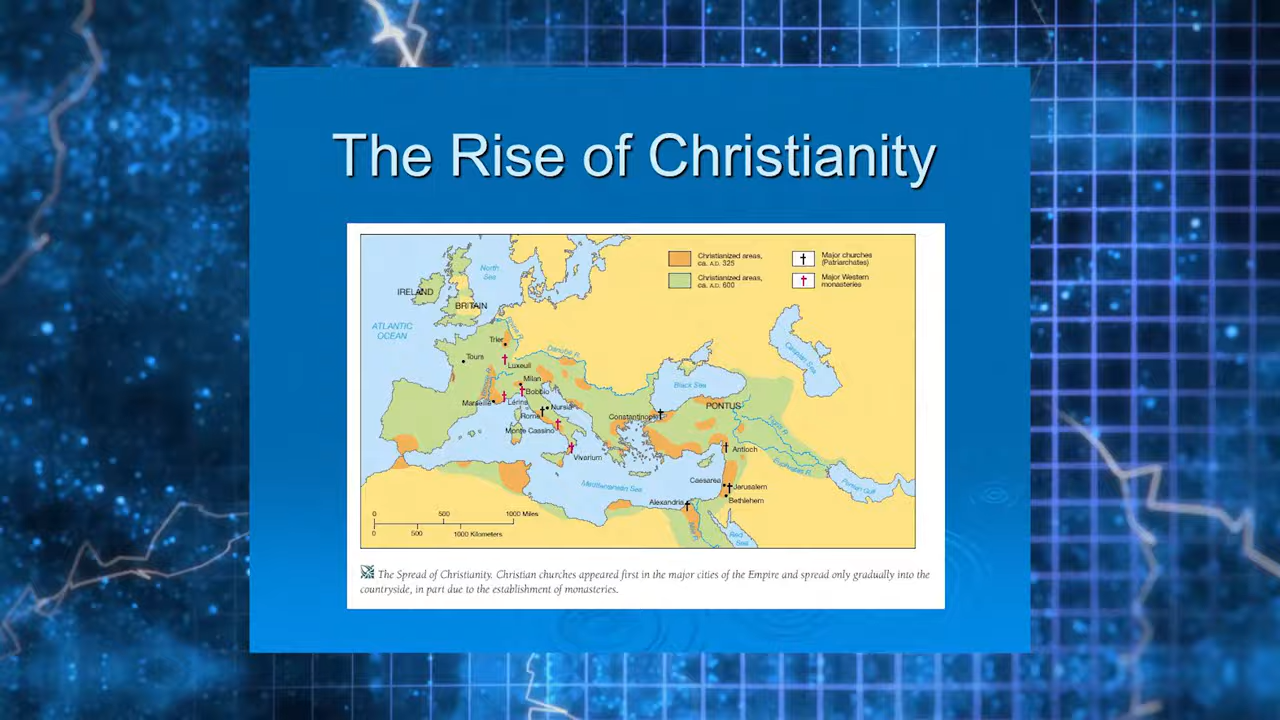 The Rise of Christianity
Christianized areas,
ca. A.D. 325
Major churches
(Patriarchates)
Christianized areas,
ca. A.D. 600
Major Western
monasteries
North
Sea
IRELAND
BRITAIN
ATLANTIC
OCEAN
Trier
Tours
Luxeuil
Danube R.
Caspian Sea
Milan
Bobbio
Black Sea
Marseille
Lérins
Nursia
Rome
Constantinople
PONTUS
Monte Cassino
Vivarium
Tigris R.
Antioch
Euphrates R.
Mediterranean Sea
Caesarea
Jerusalem
Persian Gulf
Alexandria
Bethlehem
Red
Sea
0 500 1000 Miles
0 500 1000 Kilometers
The Spread of Christianity. Christian churches appeared first in the major cities of the Empire and spread only gradually into the
countryside, in part due to the establishment of monasteries.